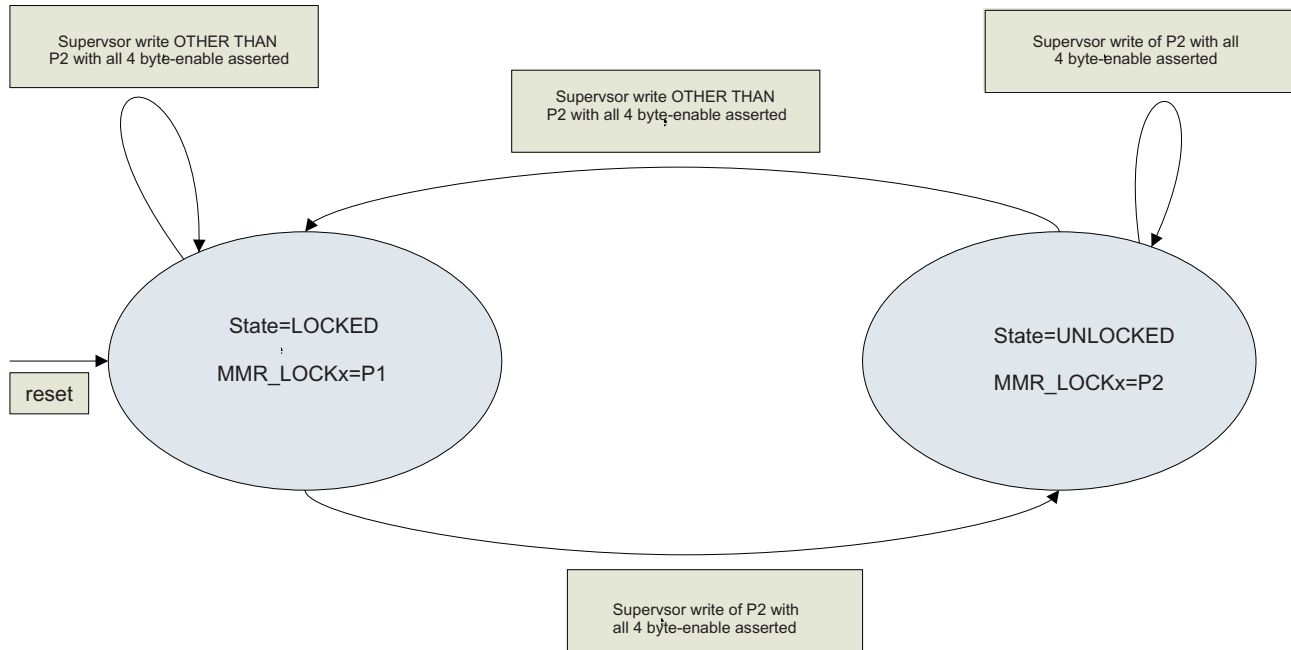 Supervsor write OTHER THAN
P2 with all 4 byte-enable asserted
Supervsor write of P2 with all
4 byte-enable asserted
Supervsor write OTHER THAN
P2 with all 4 byte-enable asserted
State=LOCKED
MMR_LOCKx=P1
State=UNLOCKED
MMR_LOCKx=P2
reset
Supervsor write of P2 with
all 4 byte-enable asserted